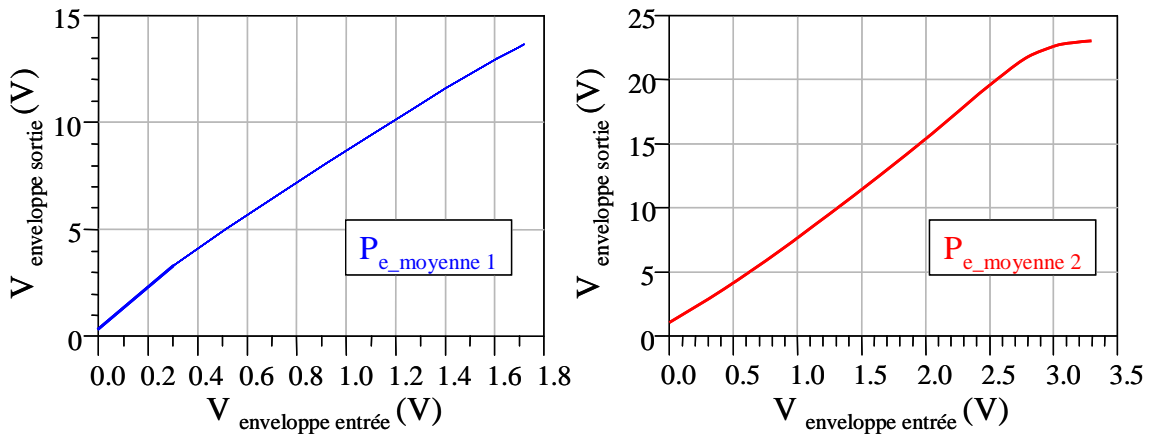 15
10
5
0
V enveloppe sortie (V)
0.0 0.2 0.4 0.6 0.8 1.0 1.2 1.4 1.6 1.8
V enveloppe entrée (V)
P e_moyenne 1
25
20
15
10
5
0
V enveloppe sortie (V)
0.0 0.5 1.0 1.5 2.0 2.5 3.0 3.5
V enveloppe entrée (V)
P e_moyenne 2